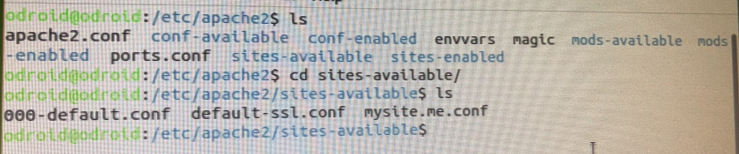 odroid@odroid:/etc/apache2$ ls
apache2.conf conf-available conf-enabled envvars magic mods-available mods
-enabled ports.conf sites-available sites-enabled
odroid@odroid:/etc/apache2$ cd sites-available/
odroid@odroid:/etc/apache2/sites-available$ ls
000-default.conf default-ssl.conf mysite.me.conf
odroid@odroid:/etc/apache2/sites-available$